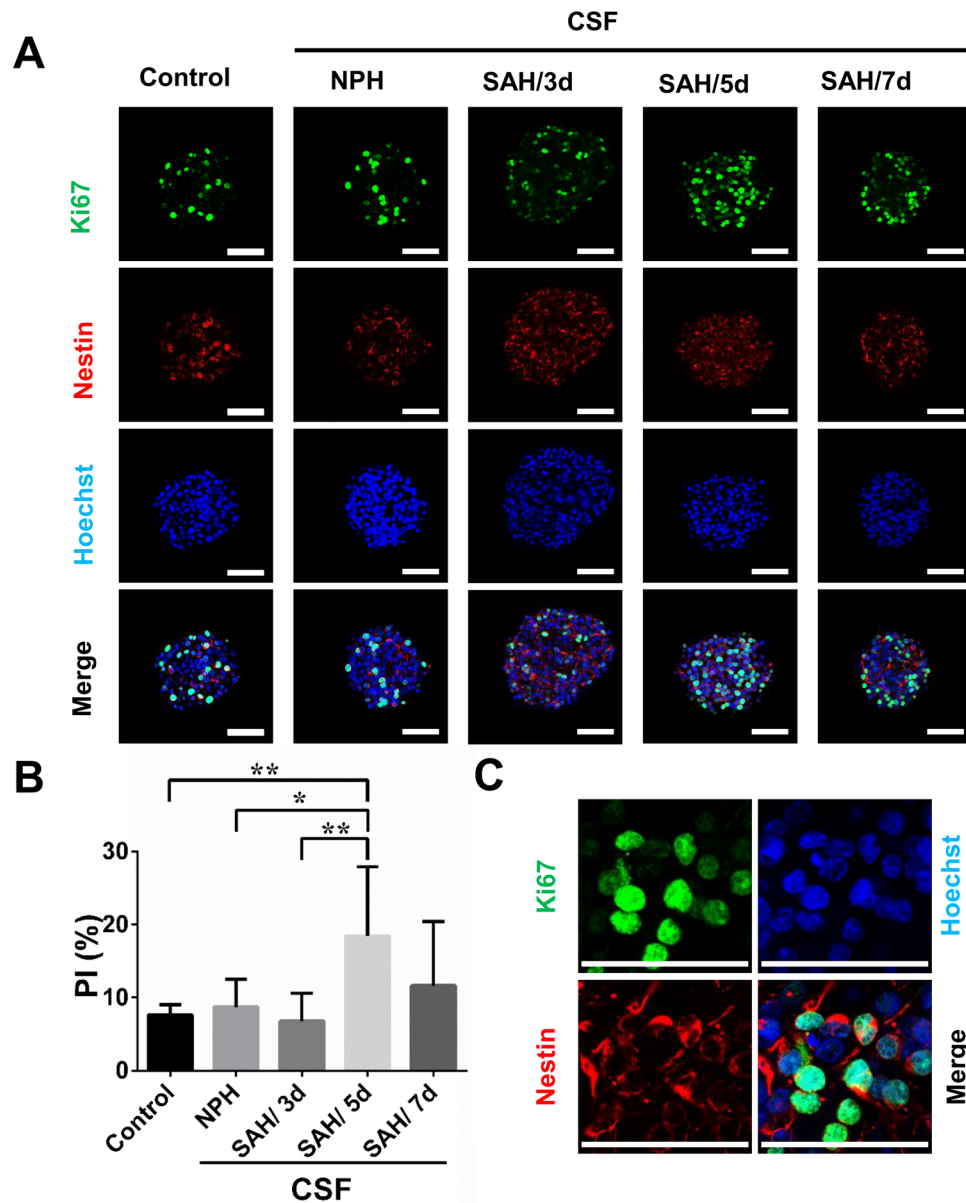 A
CSF
Control
NPH
SAH/3d
SAH/5d
SAH/7d
Ki67
Nestin
Hoechst
Merge
B
**
*
**
30
20
10
0
PI (%)
Control
NPH
SAH/ 3d
SAH/ 5d
SAH/ 7d
CSF
C
Ki67
Hoechst
Nestin
Merge